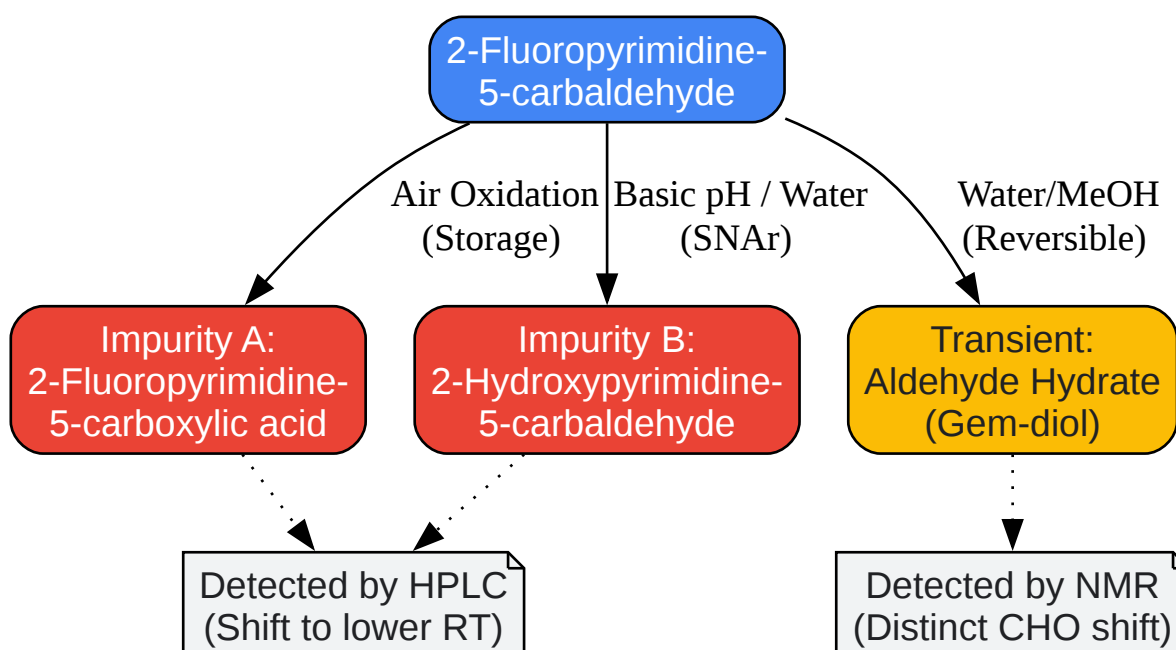 2-Fluoropyrimidine-
5-carbaldehyde
Air Oxidation
(Storage)
Basic pH / Water
(SNAr)
Water/MeOH
(Reversible)
Impurity A:
2-Fluoropyrimidine-
5-carboxylic acid
Impurity B:
2-Hydroxypyrimidine-
5-carbaldehyde
Transient:
Aldehyde Hydrate
(Gem-diol)
Detected by HPLC
(Shift to lower RT)
Detected by NMR
(Distinct CHO shift)